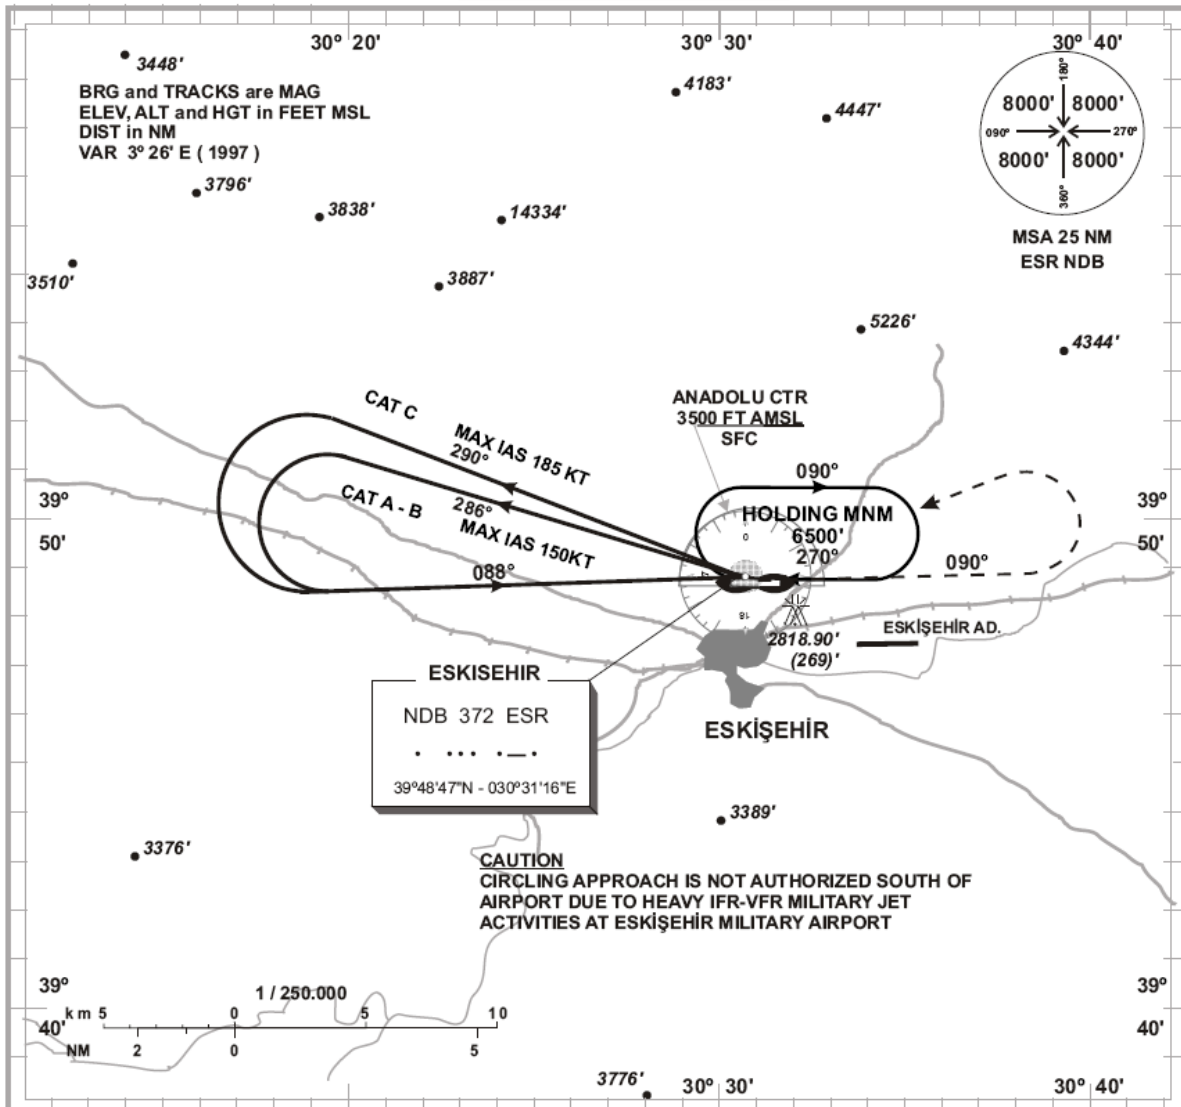 30º 20'
30º 30'
30º 40'
3448'
4183'
4447'
BRG and TRACKS are MAG
ELEV, ALT and HGT in FEET MSL
DIST in NM
VAR 3º 26' E ( 1997 )
180º
8000' 8000'
090º 270º
8000' 8000'
360º
MSA 25 NM
ESR NDB
3796'
3838'
14334'
3510'
3887'
5226'
4344'
ANADOLU CTR
3500 FT AMSL
SFC
CAT C
MAX IAS 185 KT
290º
CAT A - B
286º
MAX IAS 150KT
088º
090º
HOLDING MNM
6500'
270º
090º
0
18
39º
50'
39º
50'
2818.90'
(269)'
ESKİŞEHİR AD.
ESKISEHIR
NDB 372 ESR
. ... .—.
39º48'47"N - 030º31'16"E
ESKİŞEHİR
3389'
3376'
CAUTION
CIRCLING APPROACH IS NOT AUTHORIZED SOUTH OF
AIRPORT DUE TO HEAVY IFR-VFR MILITARY JET
ACTIVITIES AT ESKİŞEHİR MILITARY AIRPORT
39º
40'
39º
40'
1 / 250.000
km 5 0 5 10
NM 2 0 5
3776'
30º 30'
30º 40'